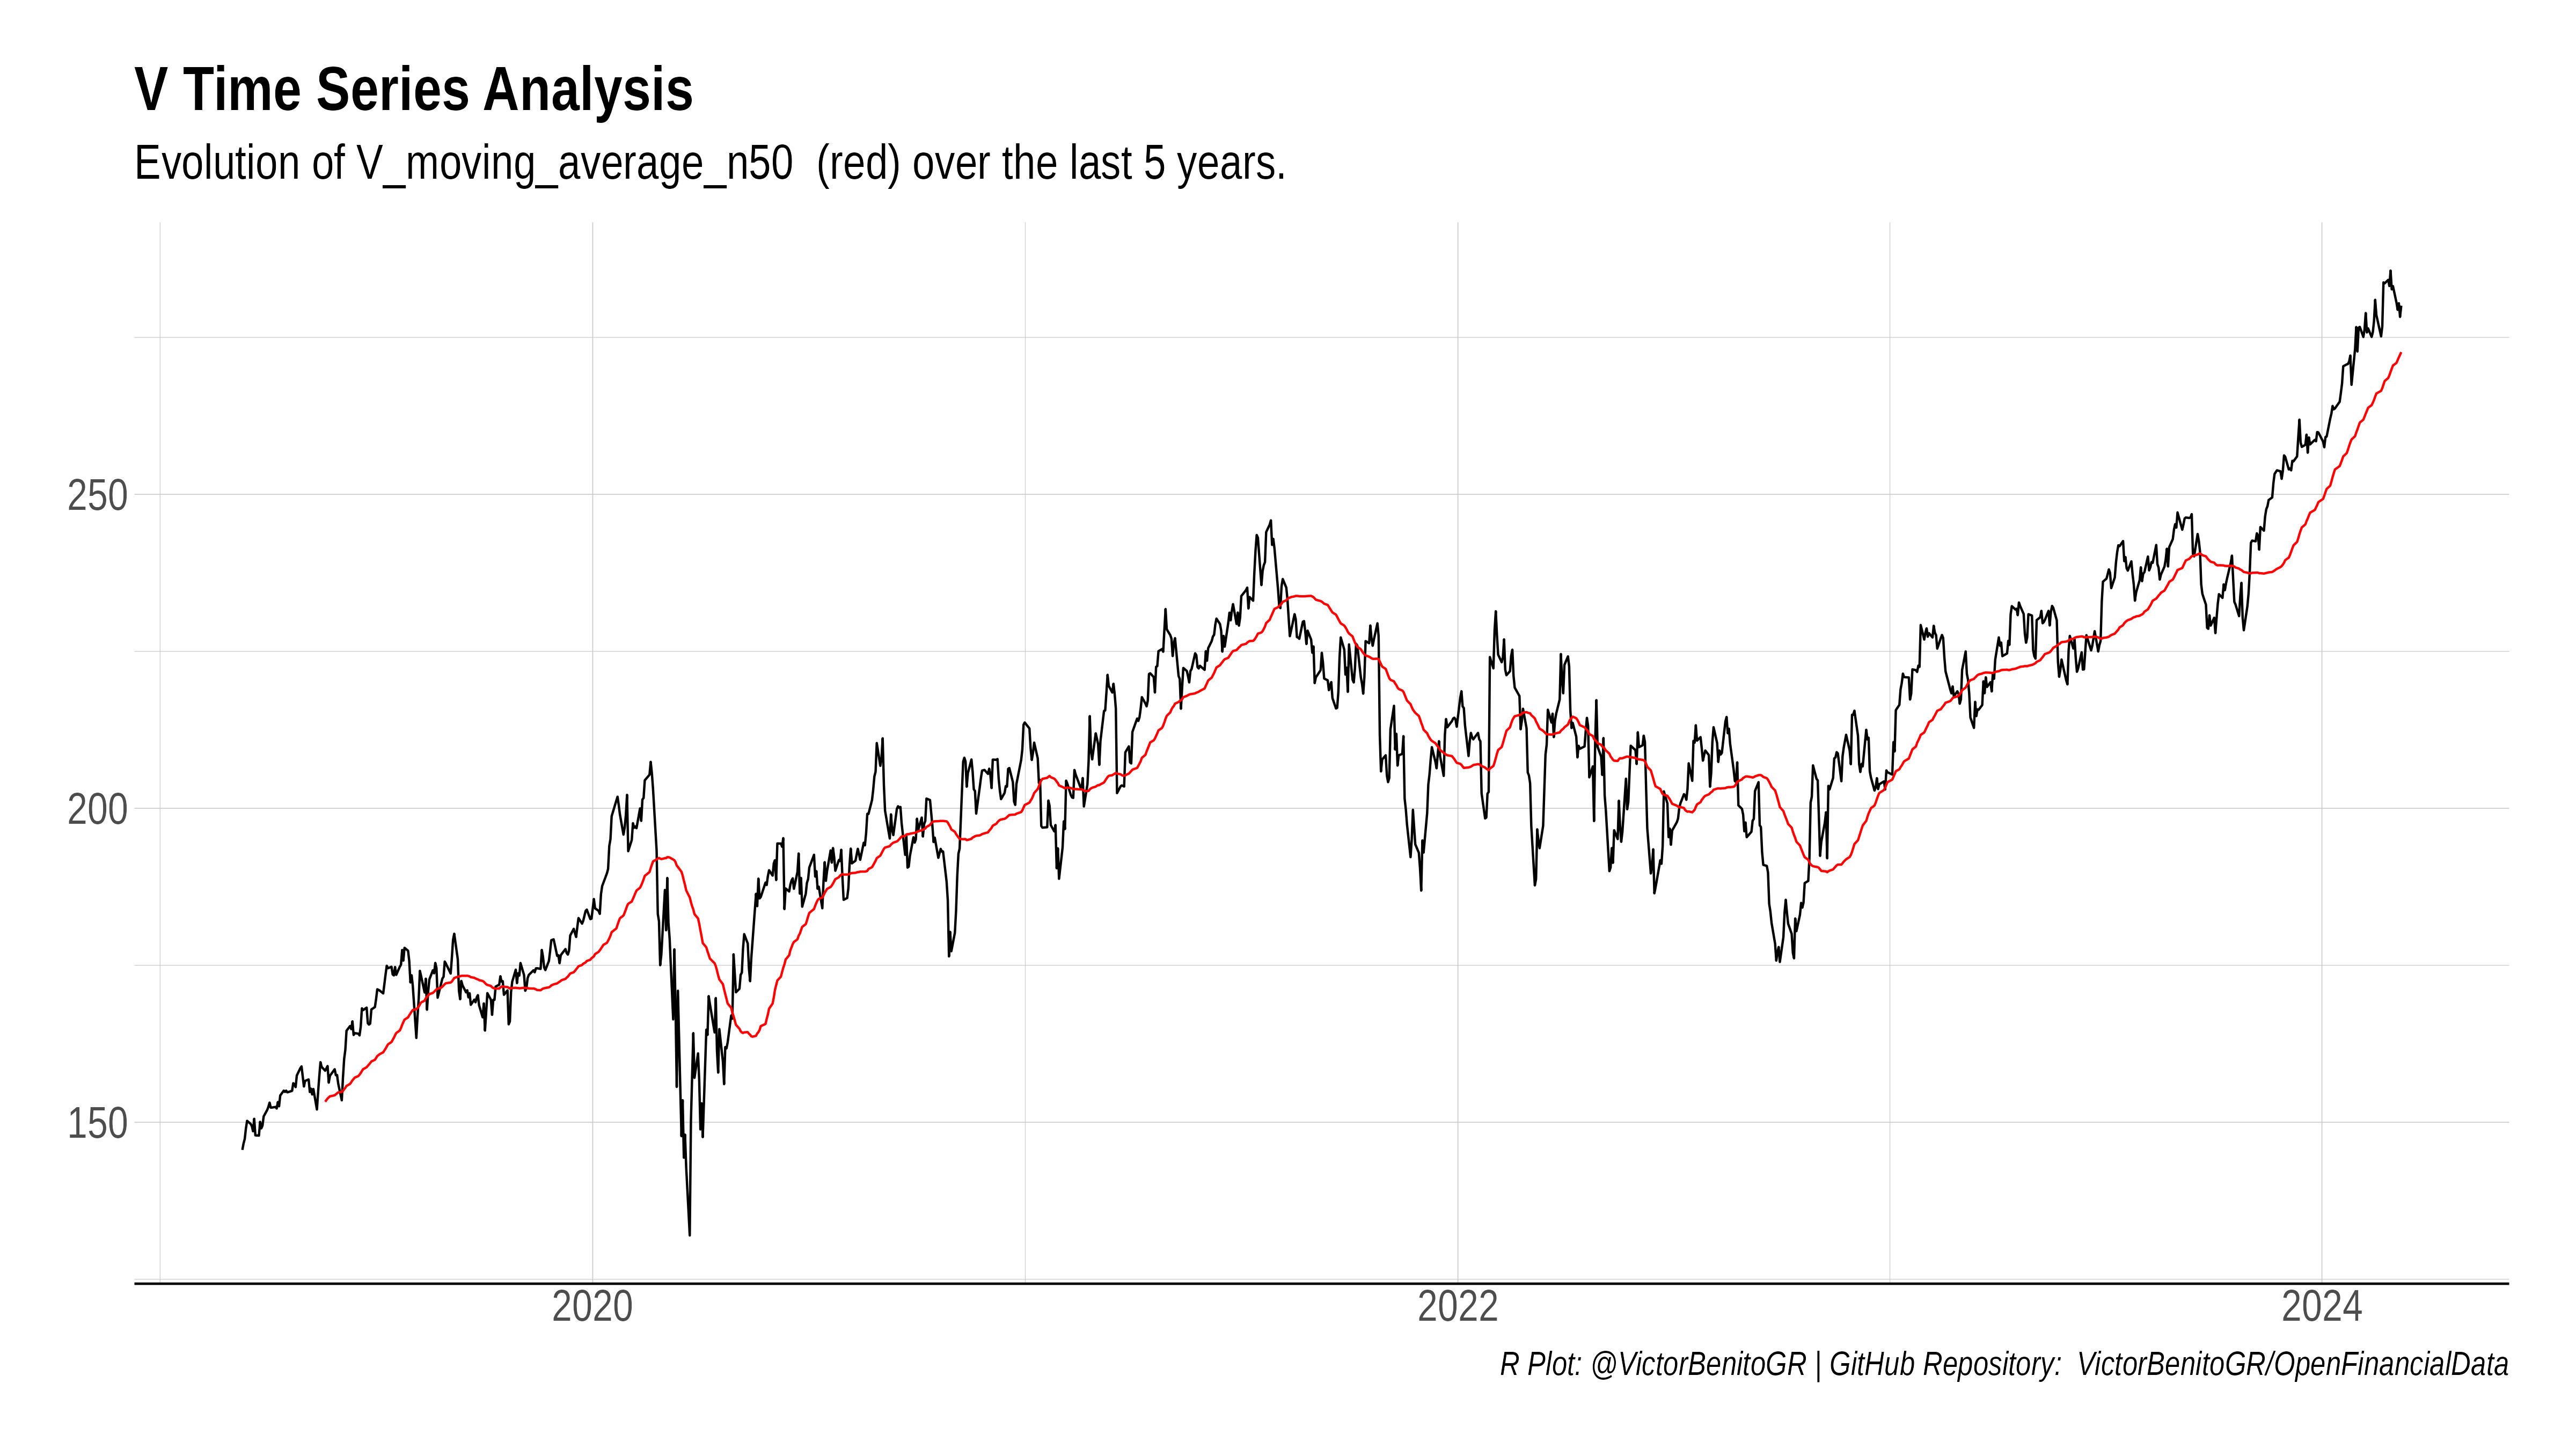 V Time Series Analysis
Evolution of V_moving_average_n50  (red) over the last 5 years.
250
200
150
2020 2022 2024
R Plot: @VictorBenitoGR | GitHub Repository:  VictorBenitoGR/OpenFinancialData